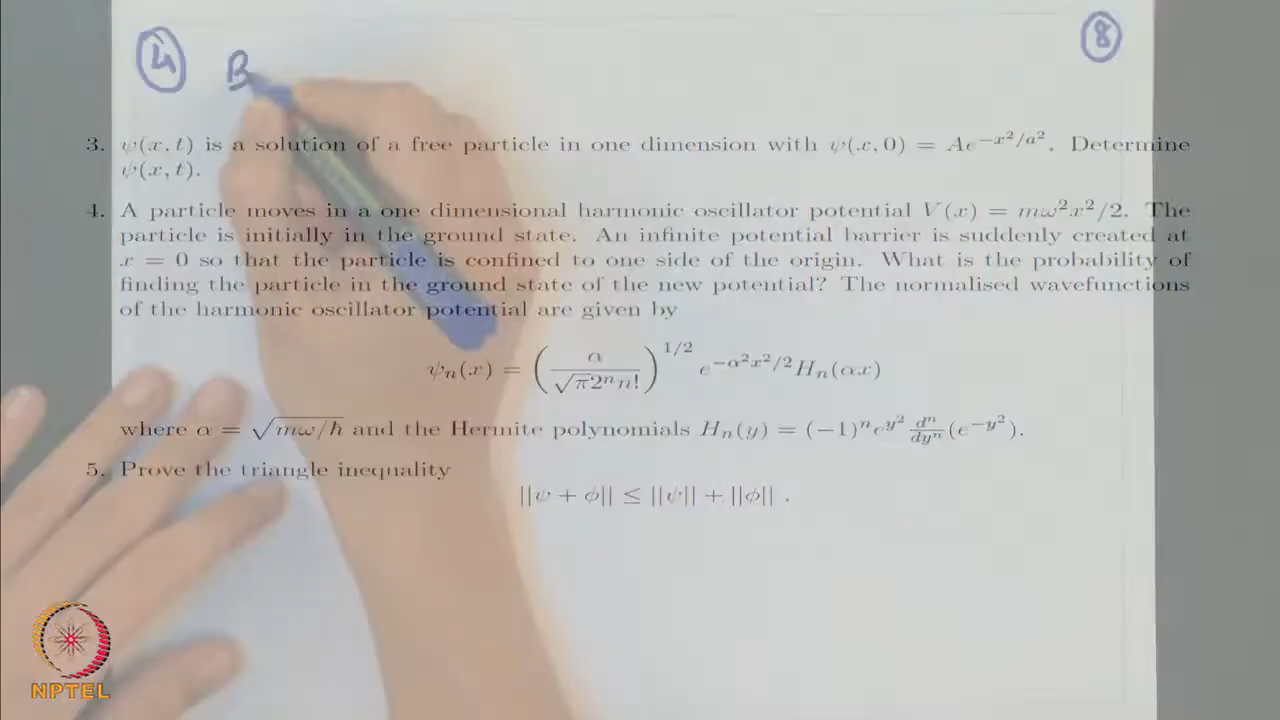 ④ B ⑧
3. ψ(x, t) is a solution of a free particle in one dimension with ψ(x, 0) = Ae^{-x²/a²}. Determine
ψ(x, t).
4. A particle moves in a one dimensional harmonic oscillator potential V(x) = mω²x²/2. The
particle is initially in the ground state. An infinite potential barrier is suddenly created at
x = 0 so that the particle is confined to one side of the origin. What is the probability of
finding the particle in the ground state of the new potential? The normalised wavefunctions
of the harmonic oscillator potential are given by
ψ_n(x) = (α / √π2ⁿn!)^{1/2} e^{-α²x²/2} H_n(αx)
where α = √mω/ħ and the Hermite polynomials H_n(y) = (-1)ⁿe^{y²} dⁿ/dyⁿ (e^{-y²}).
5. Prove the triangle inequality
||ψ + φ|| ≤ ||ψ|| + ||φ|| .
NPTEL